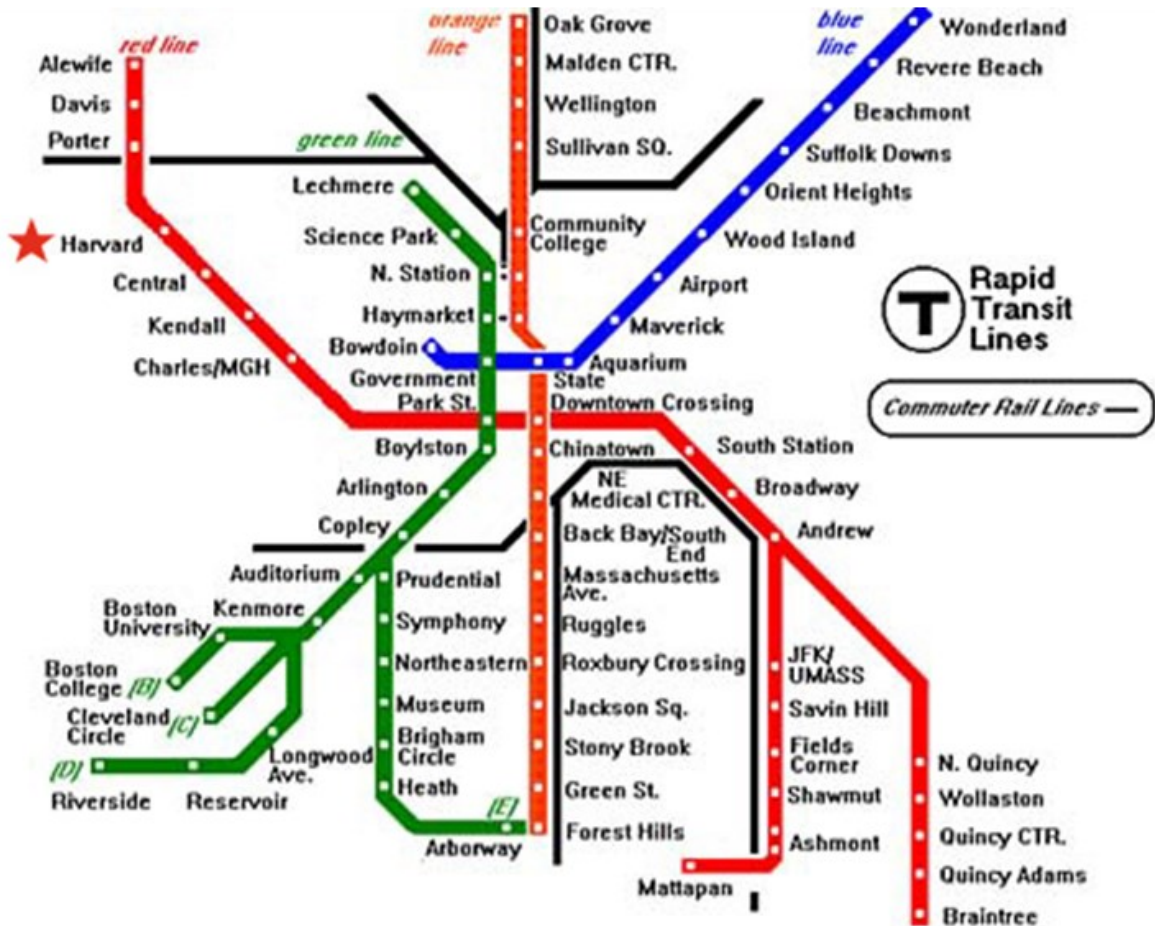 red line
Alewife
Davis
Porter
Harvard
Central
Kendall
Charles/MGH
green line
Lechmere
Science Park
N. Station
Haymarket
Bowdoin
Government
Park St.
Boylston
Arlington
Copley
Auditorium
Kenmore
Boston
University
Boston
College [B]
Cleveland
Circle
[C]
[D]
Riverside
Reservoir
Longwood
Ave.
Prudential
Symphony
Northeastern
Museum
Brigham
Circle
Heath
[E]
Arborway
orange
line
Oak Grove
Malden CTR.
Wellington
Sullivan SQ.
Community
College
State
Downtown Crossing
Chinatown
NE
Medical CTR.
Back Bay/South
End
Massachusetts
Ave.
Ruggles
Roxbury Crossing
Jackson Sq.
Stony Brook
Green St.
Forest Hills
blue
line
Wonderland
Revere Beach
Beachmont
Suffolk Downs
Orient Heights
Wood Island
Airport
Maverick
Aquarium
South Station
Broadway
Andrew
JFK/
UMASS
Savin Hill
Fields
Corner
Shawmut
Ashmont
Mattapan
N. Quincy
Wollaston
Quincy CTR.
Quincy Adams
Braintree
T
Rapid
Transit
Lines
Commuter Rail Lines